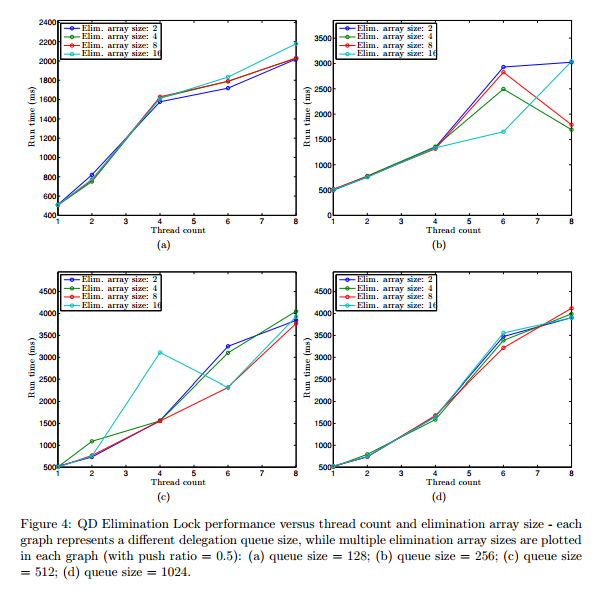 2400
2200
2000
1800
1600
1400
1200
1000
800
600
400
Run time (ms)
Elim. array size: 2
Elim. array size: 4
Elim. array size: 8
Elim. array size: 16
1 2 3 4 5 6 7 8
Thread count
(a)
3500
3000
2500
2000
1500
1000
500
0
Run time (ms)
Elim. array size: 2
Elim. array size: 4
Elim. array size: 8
Elim. array size: 16
1 2 3 4 5 6 7 8
Thread count
(b)
4500
4000
3500
3000
2500
2000
1500
1000
500
Run time (ms)
Elim. array size: 2
Elim. array size: 4
Elim. array size: 8
Elim. array size: 16
1 2 3 4 5 6 7 8
Thread count
(c)
4500
4000
3500
3000
2500
2000
1500
1000
500
Run time (ms)
Elim. array size: 2
Elim. array size: 4
Elim. array size: 8
Elim. array size: 16
1 2 3 4 5 6 7 8
Thread count
(d)
Figure 4: QD Elimination Lock performance versus thread count and elimination array size - each
graph represents a different delegation queue size, while multiple elimination array sizes are plotted
in each graph (with push ratio = 0.5): (a) queue size = 128; (b) queue size = 256; (c) queue size
= 512; (d) queue size = 1024.